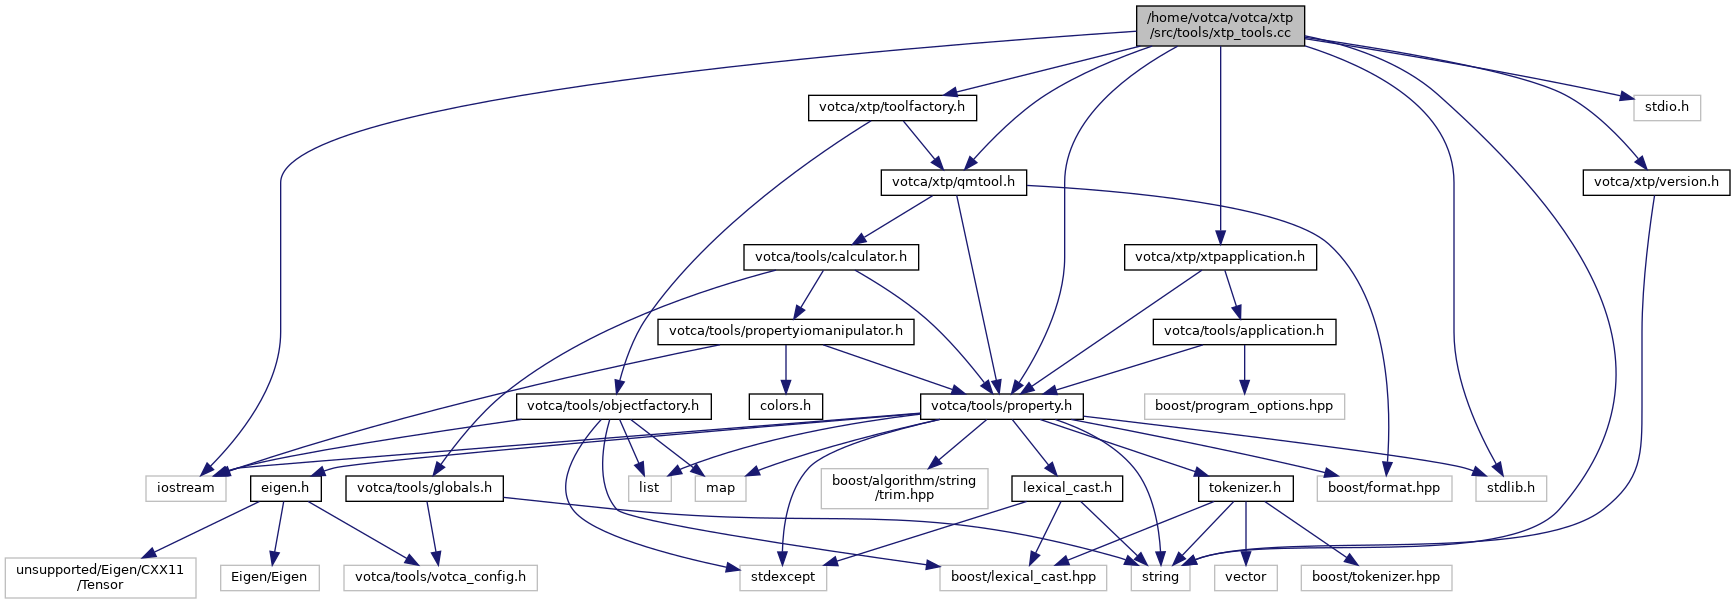 /home/votca/votca/xtp
/src/tools/xtp_tools.cc
votca/xtp/toolfactory.h
stdio.h
votca/xtp/qmtool.h
votca/xtp/version.h
votca/tools/calculator.h
votca/xtp/xtpapplication.h
votca/tools/propertyiomanipulator.h
votca/tools/application.h
votca/tools/objectfactory.h
colors.h
votca/tools/property.h
boost/program_options.hpp
iostream
eigen.h
votca/tools/globals.h
list
map
boost/algorithm/string
/trim.hpp
lexical_cast.h
tokenizer.h
boost/format.hpp
stdlib.h
unsupported/Eigen/CXX11
/Tensor
Eigen/Eigen
votca/tools/votca_config.h
stdexcept
boost/lexical_cast.hpp
string
vector
boost/tokenizer.hpp